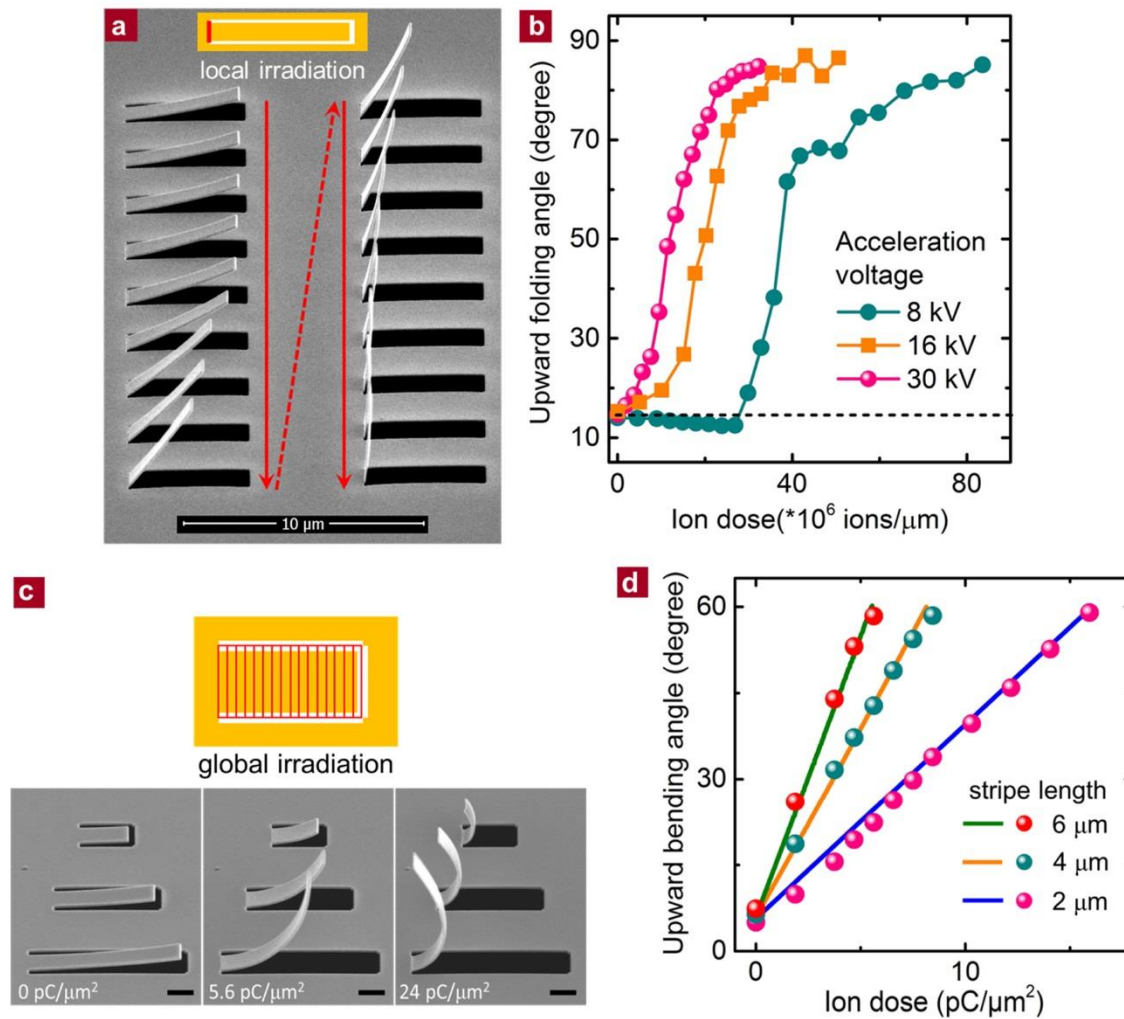 a
local irradiation
10 μm
b
Upward folding angle (degree)
90
70
50
30
10
Acceleration
voltage
8 kV
16 kV
30 kV
0
40
80
Ion dose(*10⁶ ions/μm)
c
global irradiation
0 pC/μm²
5.6 pC/μm²
24 pC/μm²
d
Upward bending angle (degree)
60
30
0
stripe length
6 μm
4 μm
2 μm
0
10
Ion dose (pC/μm²)